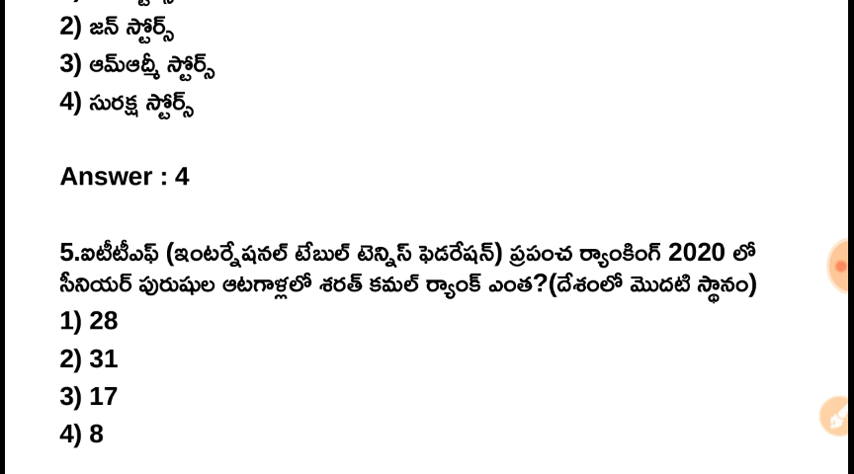 2) జన్ స్టోర్స్
3) ఆమ్ఆద్మీ స్టోర్స్
4) సురక్ష స్టోర్స్
Answer : 4
5.ఐటీటీఎఫ్ (ఇంటర్నేషనల్ టేబుల్ టెన్నిస్ ఫెడరేషన్) ప్రపంచ ర్యాంకింగ్ 2020 లో
సీనియర్ పురుషుల ఆటగాళ్లలో శరత్ కమల్ ర్యాంక్ ఎంత?(దేశంలో మొదటి స్థానం)
1) 28
2) 31
3) 17
4) 8